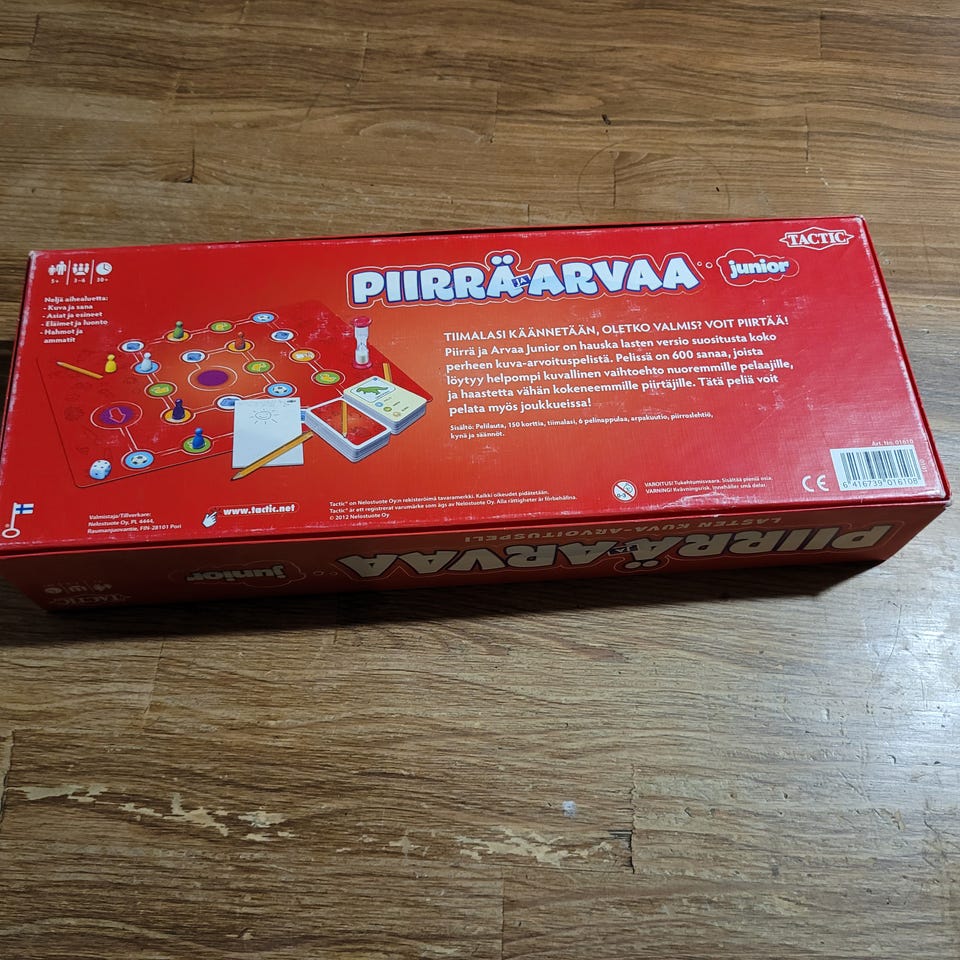 TACTIC
PIIRRÄ JA ARVAA junior
5+ 3-6 30+
Neljä aihealuetta:
- Kuva ja sana
- Asiat ja esineet
- Eläimet ja luonto
- Hahmot ja
ammatit
TIIMALASI KÄÄNNETÄÄN, OLETKO VALMIS? VOIT PIIRTÄÄ!
Piirrä ja Arvaa Junior on hauska lasten versio suositusta koko
perheen kuva-arvoituspelistä. Pelissä on 600 sanaa, joista
löytyy helpompi kuvallinen vaihtoehto nuoremmille pelaajille,
ja haastetta vähän kokeneemmille piirtäjille. Tätä peliä voit
pelata myös joukkueissa!
Sisältö: Pelilauta, 150 korttia, tiimalasi, 6 pelinappulaa, arpakuutio, piirroslehtiö,
kynä ja säännöt.
Art. No. 01610
6 416739 016108
CE
0-3
VAROITUS! Tukehtumisvaara. Sisältää pieniä osia.
VARNING! Kvävningsrisk. Innehåller små delar.
Valmistaja/Tillverkare:
Nelostuote Oy, PL 4444,
Raumanjuovantie, FIN-28101 Pori
www.tactic.net
Tactic® on Nelostuote Oy:n rekisteröimä tavaramerkki. Kaikki oikeudet pidätetään.
Tactic® är ett registrerat varumärke som ägs av Nelostuote Oy. Alla rättigheter är förbehållna.
© 2012 Nelostuote Oy
LASTEN KUVA-ARVOITUSPELI
PIIRRÄ JA ARVAA junior
TACTIC